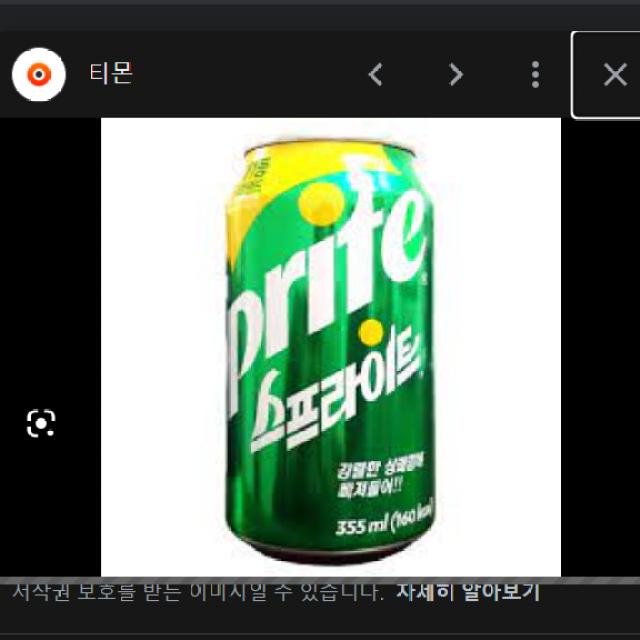 티몬
prite
스프라이트
강렬한 상쾌함에
빠져들어!!
355 ml (160 kcal)
저작권 보호를 받는 이미지일 수 있습니다. 자세히 알아보기